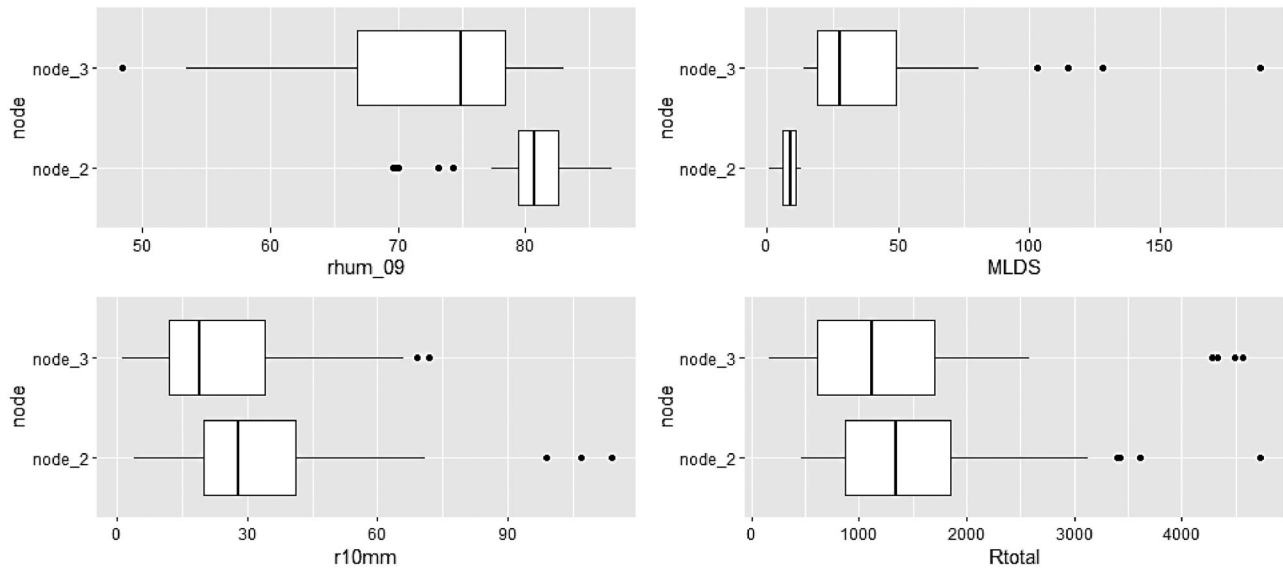 node
node_3
node_2
50 60 70 80
rhum_09
node
node_3
node_2
0 50 100 150
MLDS
node
node_3
node_2
0 30 60 90
r10mm
node
node_3
node_2
0 1000 2000 3000 4000
Rtotal